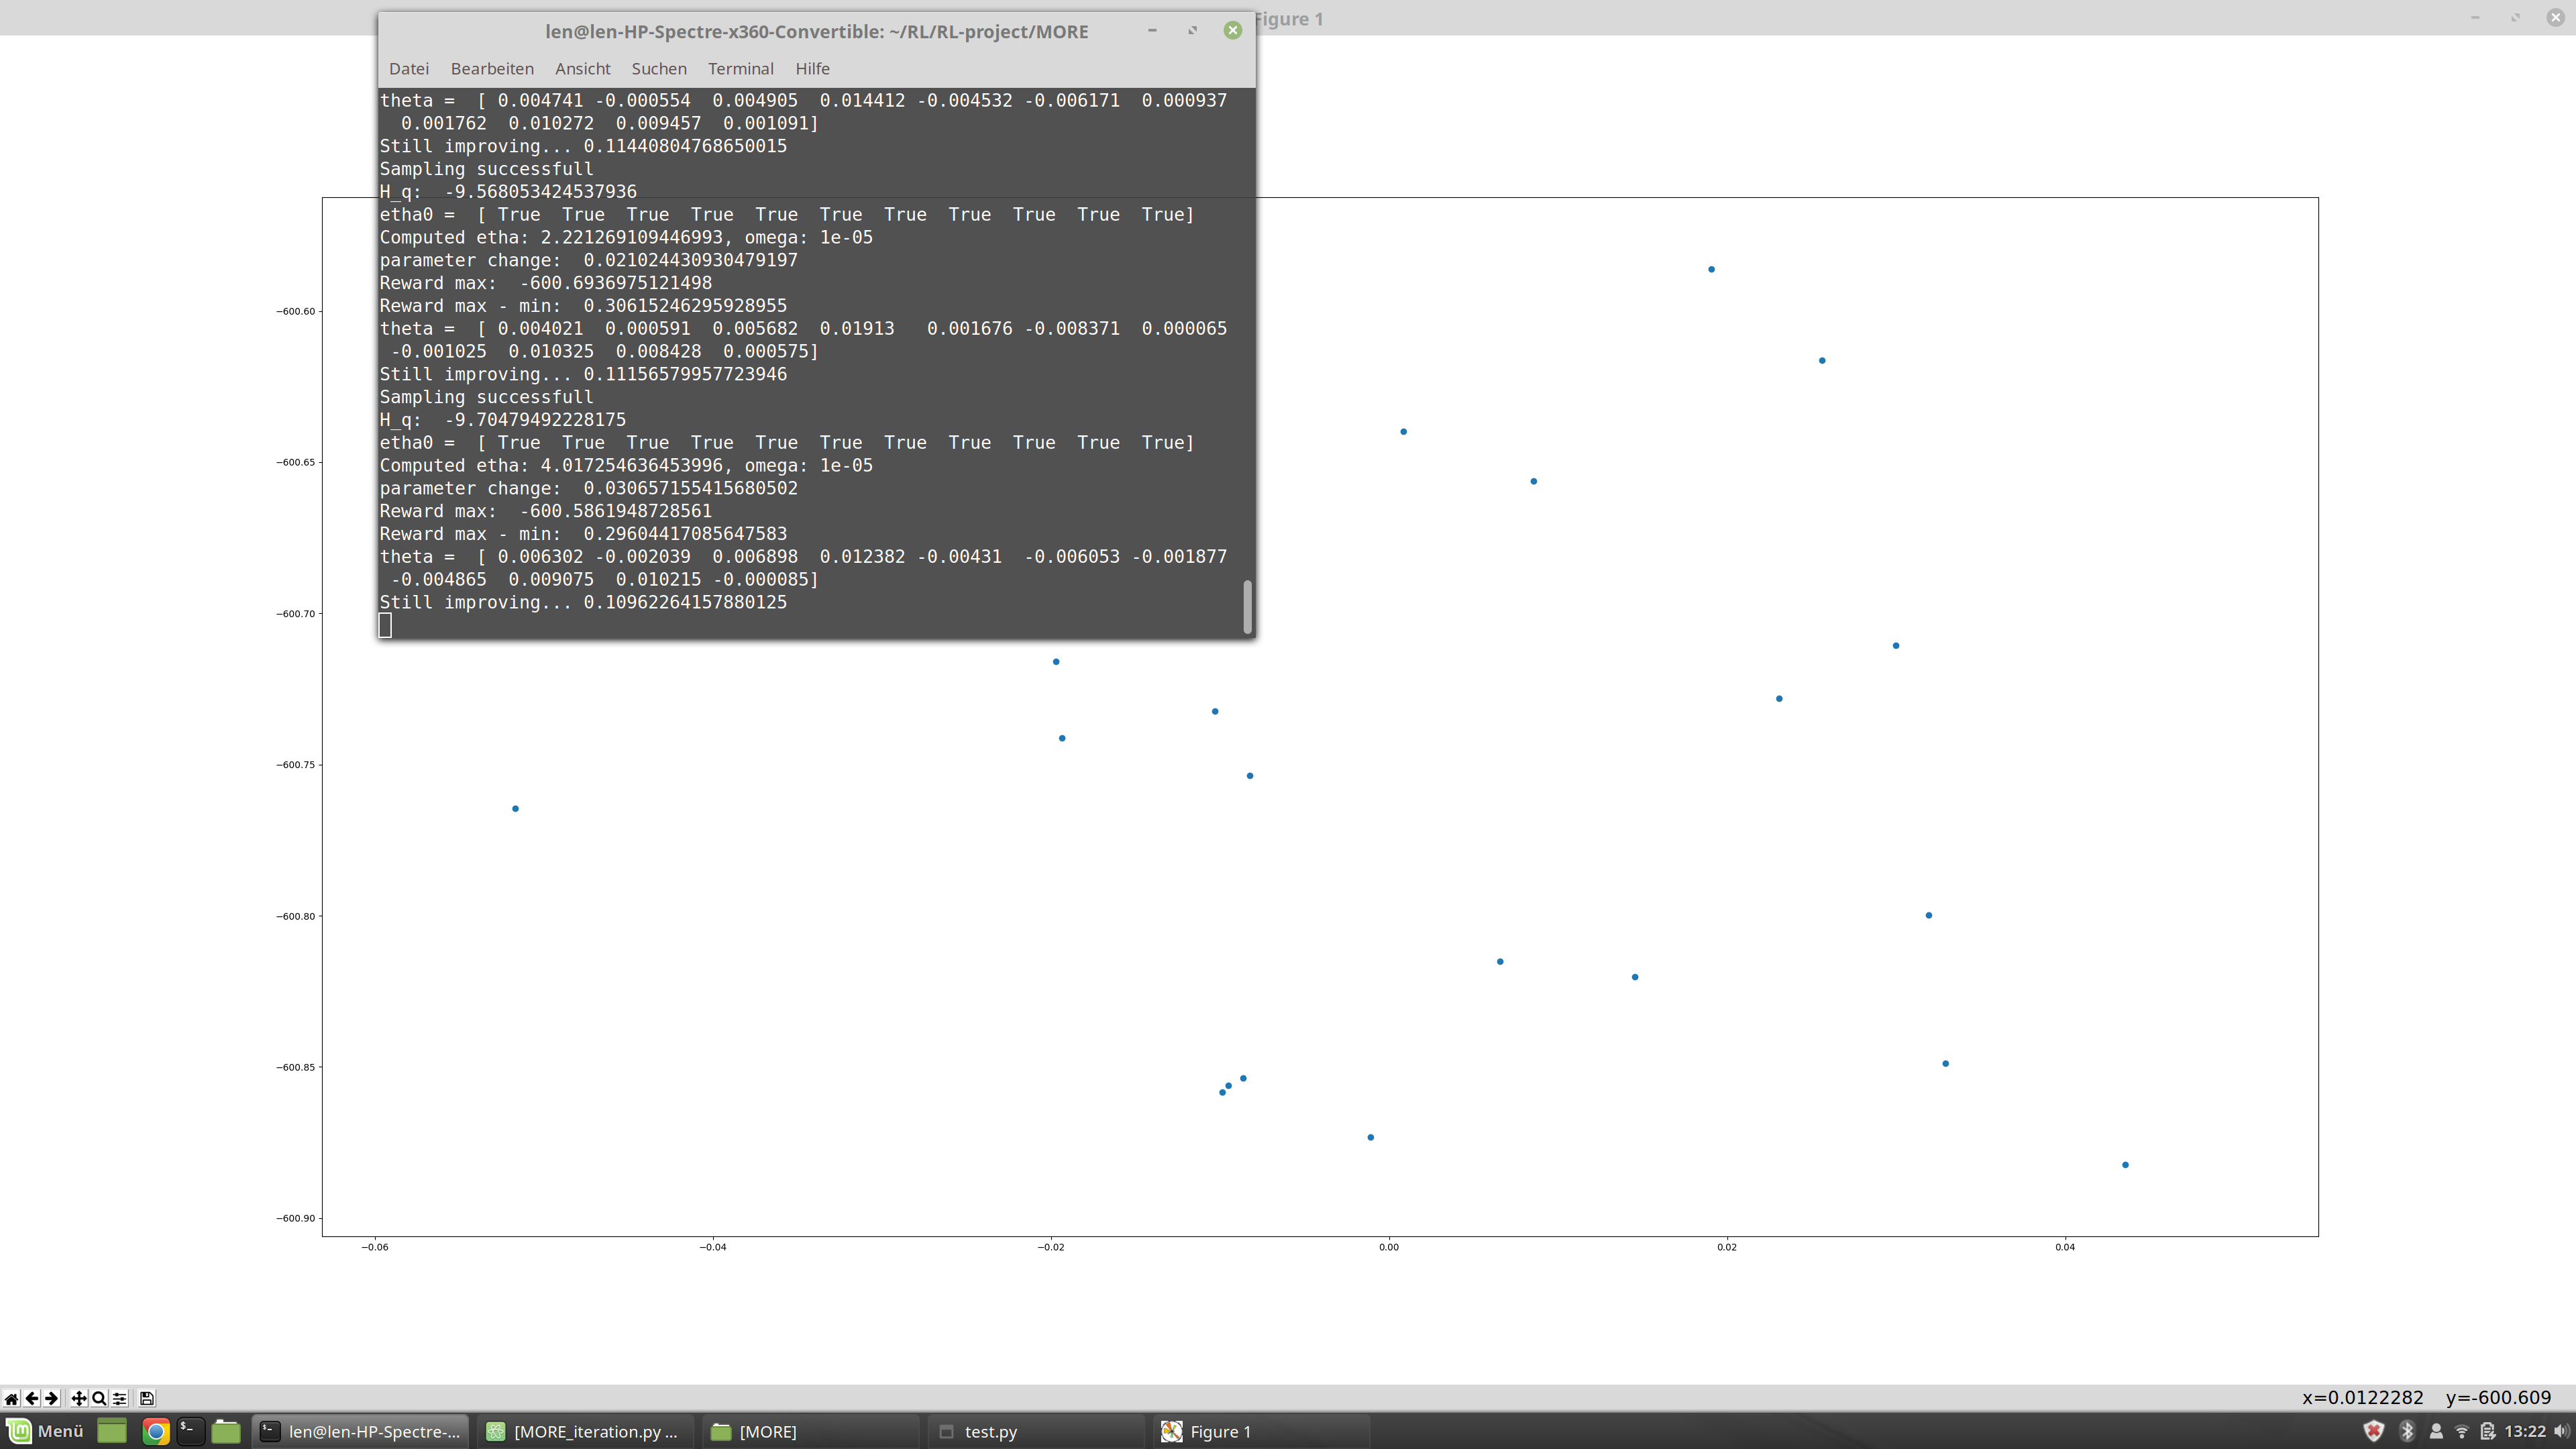 Figure 1
len@len-HP-Spectre-x360-Convertible: ~/RL/RL-project/MORE
Datei Bearbeiten Ansicht Suchen Terminal Hilfe
theta =  [ 0.004741 -0.000554  0.004905  0.014412 -0.004532 -0.006171  0.000937
  0.001762  0.010272  0.009457  0.001091]
Still improving... 0.11440804768650015
Sampling successfull
H_q:  -9.568053424537936
etha0 =  [ True  True  True  True  True  True  True  True  True  True  True]
Computed etha: 2.221269109446993, omega: 1e-05
parameter change:  0.021024430930479197
Reward max:  -600.6936975121498
Reward max - min:  0.30615246295928955
theta =  [ 0.004021  0.000591  0.005682  0.01913   0.001676 -0.008371  0.000065
 -0.001025  0.010325  0.008428  0.000575]
Still improving... 0.11156579957723946
Sampling successfull
H_q:  -9.70479492228175
etha0 =  [ True  True  True  True  True  True  True  True  True  True  True]
Computed etha: 4.017254636453996, omega: 1e-05
parameter change:  0.030657155415680502
Reward max:  -600.5861948728561
Reward max - min:  0.29604417085647583
theta =  [ 0.006302 -0.002039  0.006898  0.012382 -0.00431  -0.006053 -0.001877
 -0.004865  0.009075  0.010215 -0.000085]
Still improving... 0.10962264157880125
−600.60
−600.65
−600.70
−600.75
−600.80
−600.85
−600.90
−0.06 −0.04 −0.02 0.00 0.02 0.04
x=0.0122282 y=-600.609
Menü len@len-HP-Spectre-... [MORE_iteration.py ... [MORE] test.py Figure 1 13:22